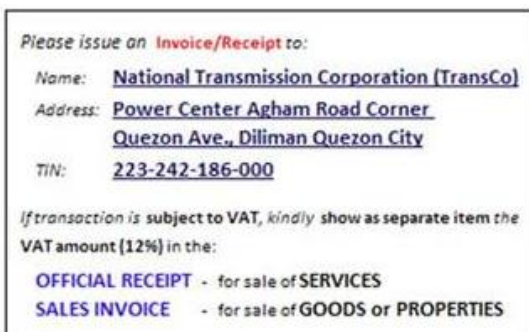 Please issue an Invoice/Receipt to:
Name: National Transmission Corporation (TransCo)
Address: Power Center Agham Road Corner
Quezon Ave., Diliman Quezon City
TIN: 223-242-186-000
If transaction is subject to VAT, kindly show as separate item the
VAT amount (12%) in the:
OFFICIAL RECEIPT - for sale of SERVICES
SALES INVOICE - for sale of GOODS or PROPERTIES